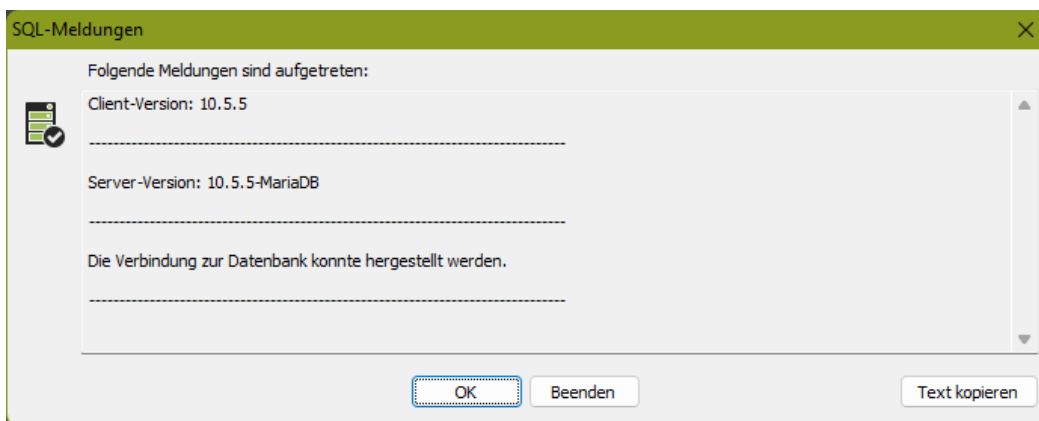 SQL-Meldungen
Folgende Meldungen sind aufgetreten:
Client-Version: 10.5.5
--------------------------------------------------------------------------------
Server-Version: 10.5.5-MariaDB
--------------------------------------------------------------------------------
Die Verbindung zur Datenbank konnte hergestellt werden.
--------------------------------------------------------------------------------
OK Beenden Text kopieren